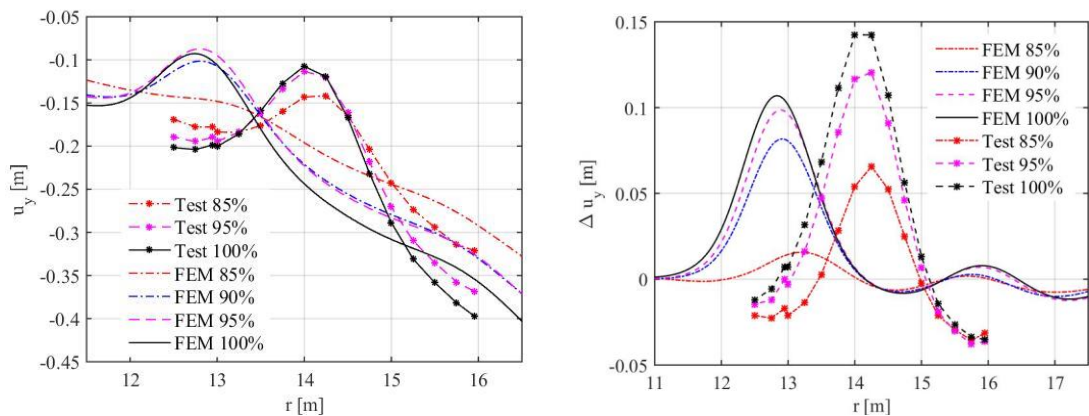 -0.05
-0.1
-0.15
-0.2
-0.25
-0.3
-0.35
-0.4
-0.45
u_y [m]
Test 85%
Test 95%
Test 100%
FEM 85%
FEM 90%
FEM 95%
FEM 100%
12 13 14 15 16
r [m]
0.15
0.1
0.05
0
-0.05
Δ u_y [m]
FEM 85%
FEM 90%
FEM 95%
FEM 100%
Test 85%
Test 95%
Test 100%
11 12 13 14 15 16 17
r [m]